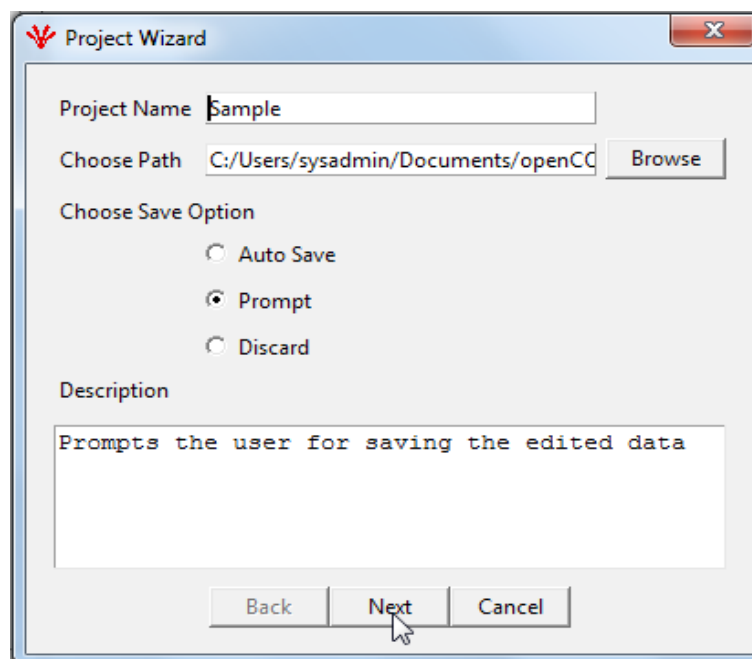 Project Wizard
Project Name Sample
Choose Path C:/Users/sysadmin/Documents/openCO Browse
Choose Save Option
Auto Save
Prompt
Discard
Description
Prompts the user for saving the edited data
Back Next Cancel